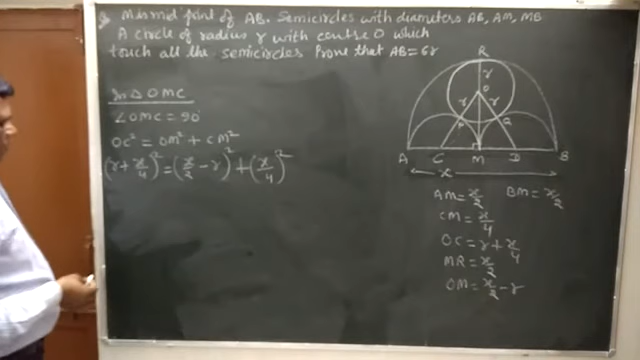 Q M is mid point of AB. Semicircles with diameters AB, AM, MB
A circle of radius r with centre O which
touch all the semicircles Prove that AB=6r
In △ OMC
∠OMC = 90°
OC² = OM² + CM²
(r + x/4)² = (x/2 - r)² + (x/4)²
R
r
O
r r
P Q
A C M D B
x
AM = x/2 BM = x/2
CM = x/4
OC = r + x/4
MR = x/2
OM = x/2 - r